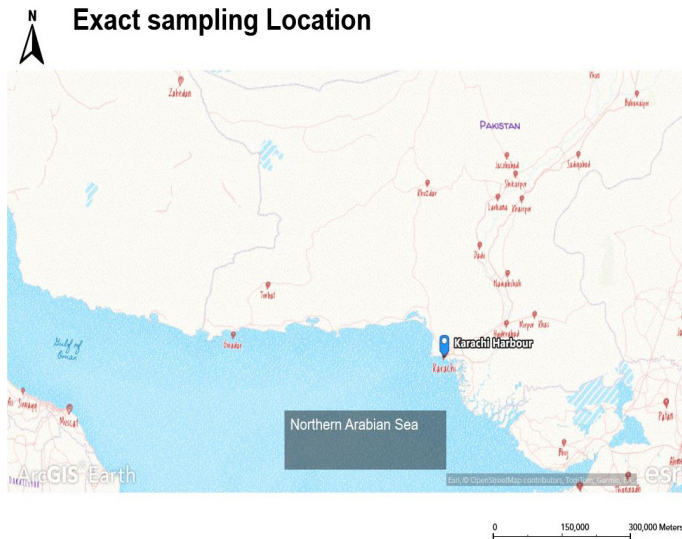 N
Exact sampling Location
Zahedan
PAKISTAN
Jacobabad
Sadiqabad
Shikarpur
Khuzdar
Larkana
Khairpur
Dadu
Nawabshah
Turbat
Mirpur Khas
Hyderabad
Gwadar
Karachi Harbour
Gulf of
Oman
Karachi
Muscat
Northern Arabian Sea
Bhuj
ArcGIS Earth
Esri, © OpenStreetMap contributors, TomTom, Garmin,
esri
0 150,000 300,000 Meters